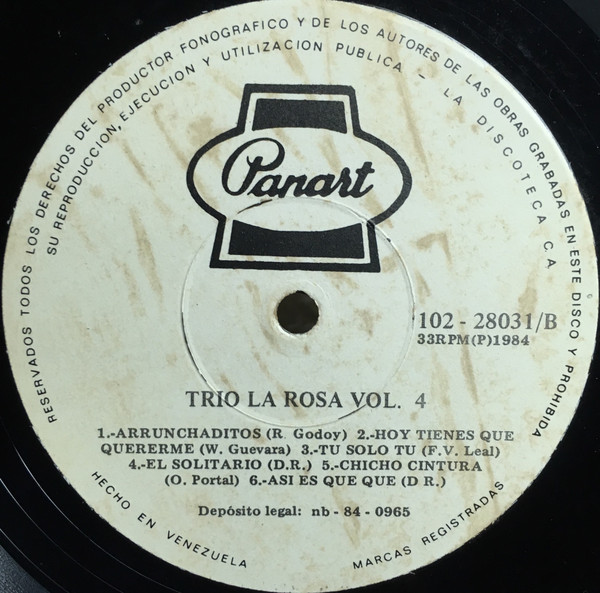 RESERVADOS TODOS LOS DERECHOS DEL PRODUCTOR FONOGRAFICO Y DE LOS AUTORES DE LAS OBRAS GRABADAS EN ESTE DISCO Y PROHIBIDA
SU REPRODUCCION, EJECUCION Y UTILIZACION PUBLICA - LA DISCOTECA C.A.
Panart
102 - 28031/B
33RPM(P)1984
TRIO LA ROSA VOL. 4
1.-ARRUNCHADITOS (R. Godoy) 2.-HOY TIENES QUE
QUERERME (W. Guevara) 3.-TU SOLO TU (F.V. Leal)
4.-EL SOLITARIO (D.R.) 5.-CHICHO CINTURA
(O. Portal) 6.-ASI ES QUE QUE (D R.)
Depósito legal: nb - 84 - 0965
HECHO EN VENEZUELA
MARCAS REGISTRADAS